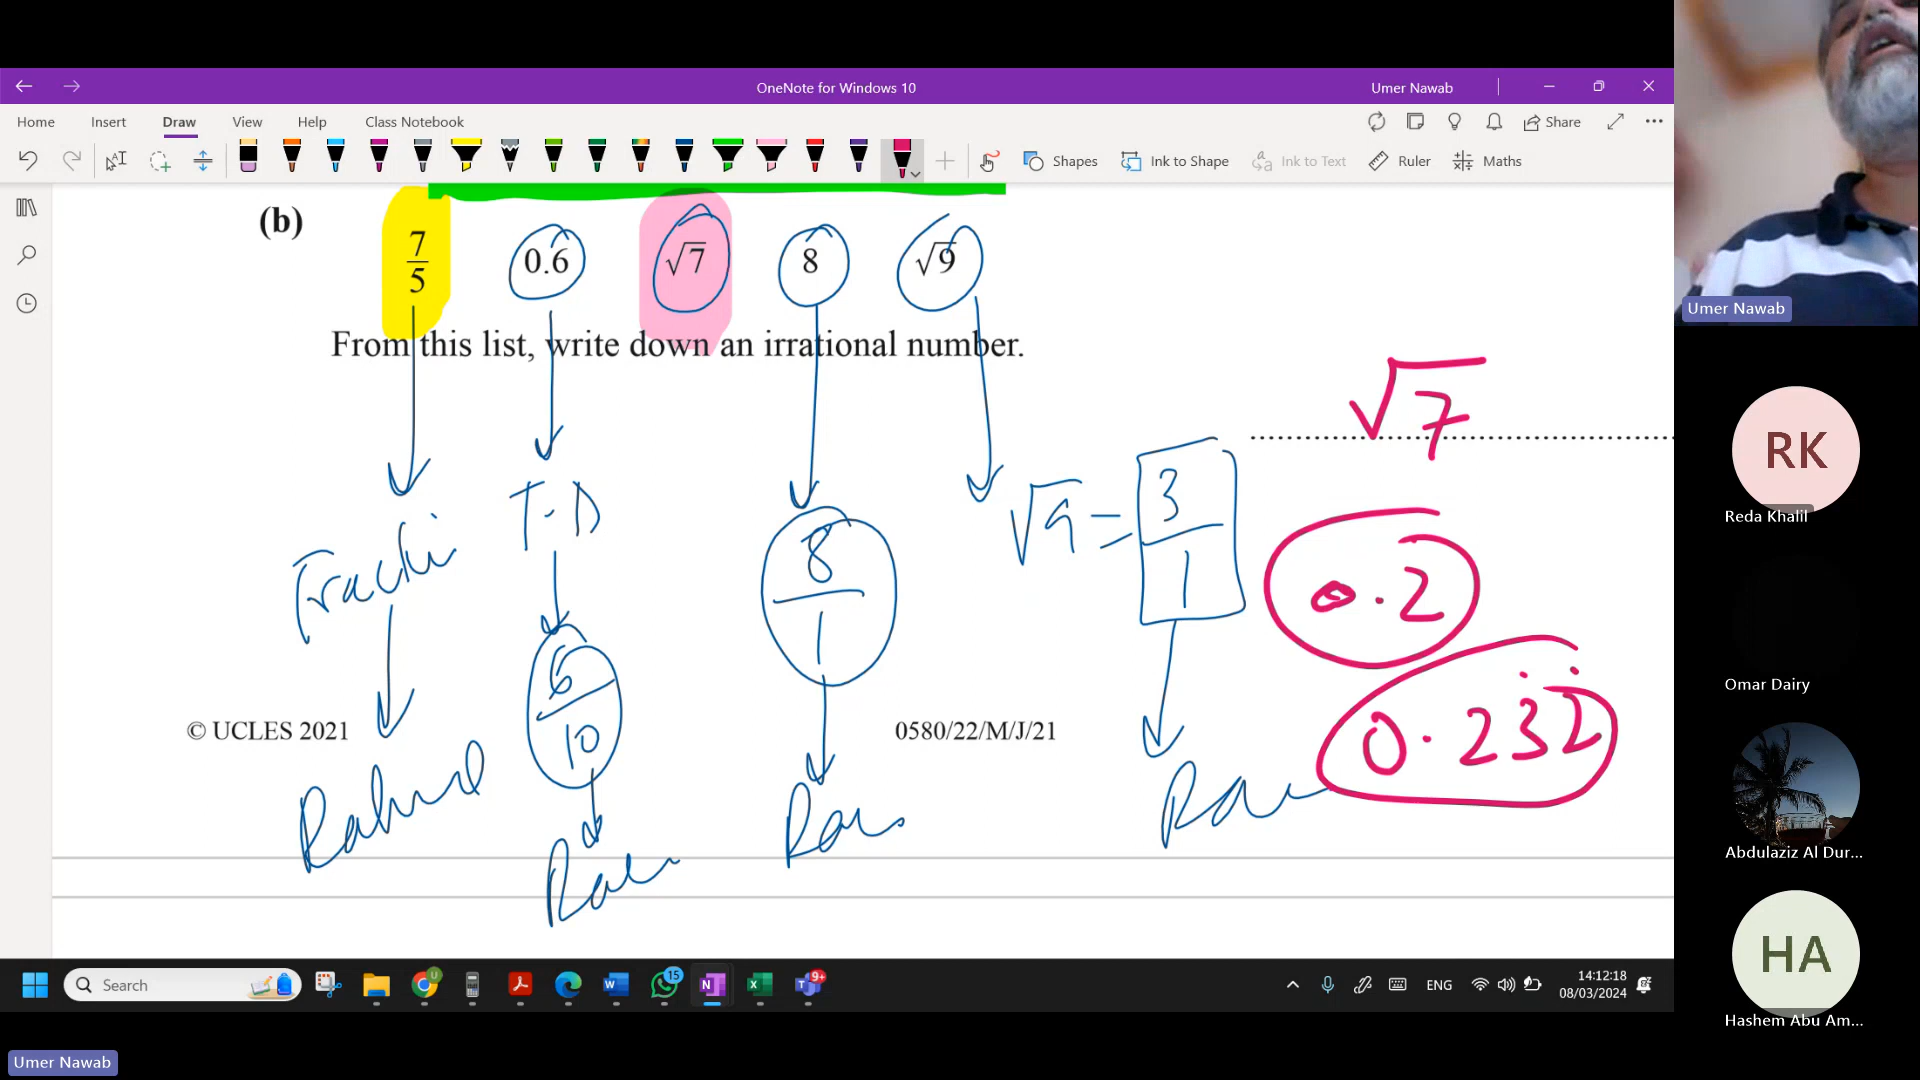 OneNote for Windows 10
Umer Nawab
Home Insert Draw View Help Class Notebook
Share
Shapes Ink to Shape Ink to Text Ruler Maths
(b) 7/5 0.6 √7 8 √9
From this list, write down an irrational number.
√7
T-D
√9 = 3/1
8/1
0.2
6/10
0.232̇
© UCLES 2021 0580/22/M/J/21
Umer Nawab
RK
Reda Khalil
Omar Dairy
Abdulaziz Al Dur...
HA
Hashem Abu Am...
Search
U
15
9+
ENG
14:12:18
08/03/2024
Umer Nawab